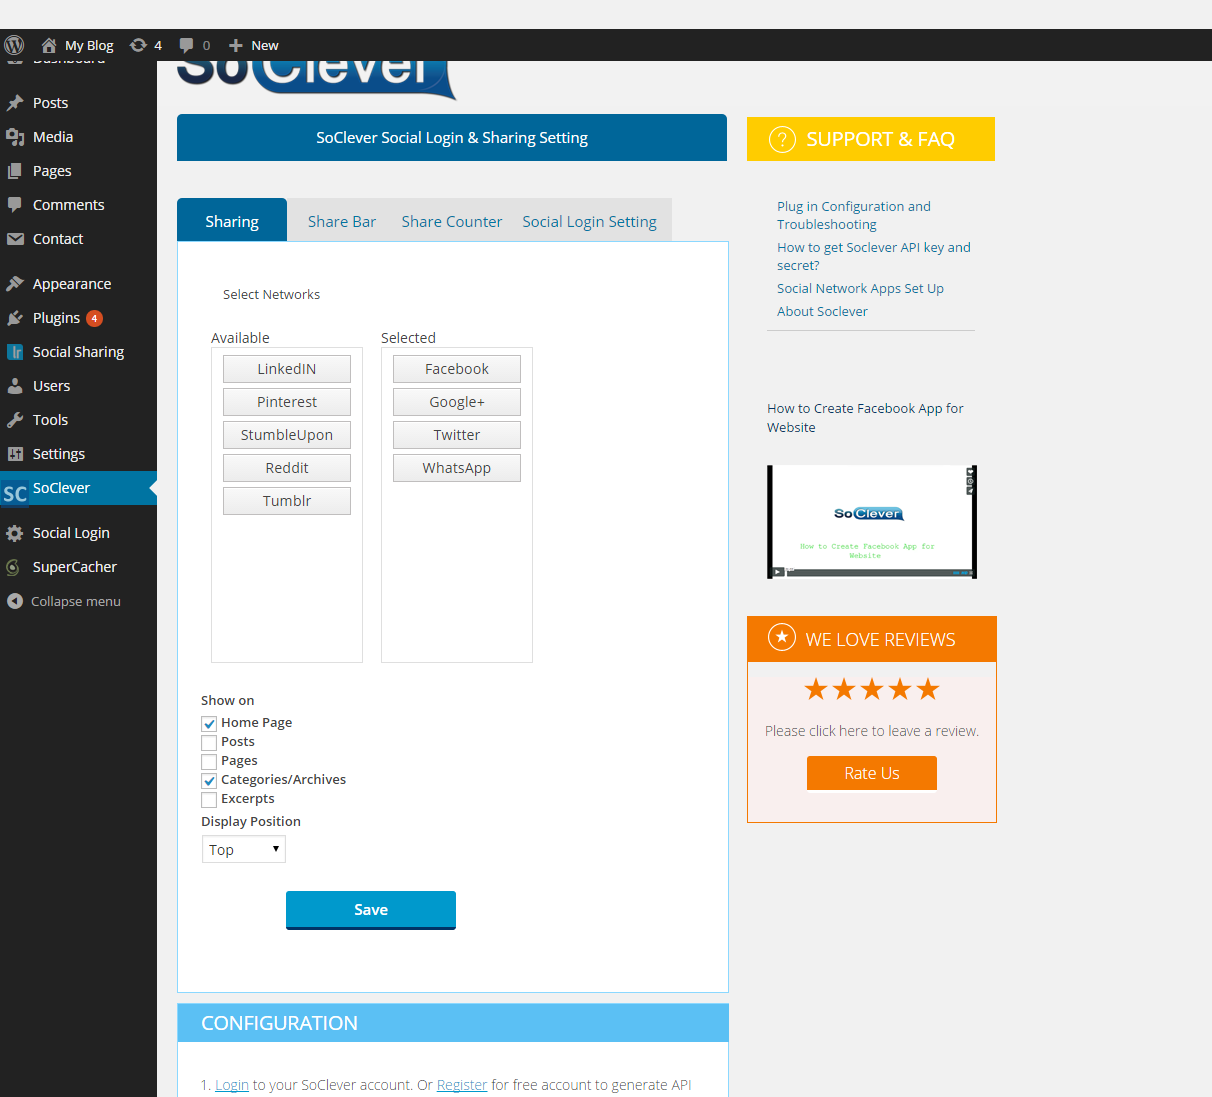 My Blog 4 0 New
SoClever
Dashboard
Posts
Media
Pages
Comments
Contact
Appearance
Plugins 4
Social Sharing
Users
Tools
Settings
SC SoClever
Social Login
SuperCacher
Collapse menu
SoClever Social Login & Sharing Setting
Sharing Share Bar Share Counter Social Login Setting
Select Networks
Available Selected
LinkedIN Facebook
Pinterest Google+
StumbleUpon Twitter
Reddit WhatsApp
Tumblr
Show on
Home Page
Posts
Pages
Categories/Archives
Excerpts
Display Position
Top
Save
CONFIGURATION
1. Login to your SoClever account. Or Register for free account to generate API
? SUPPORT & FAQ
Plug in Configuration and
Troubleshooting
How to get Soclever API key and
secret?
Social Network Apps Set Up
About Soclever
How to Create Facebook App for
Website
SoClever
How to Create Facebook App for
Website
WE LOVE REVIEWS
Please click here to leave a review.
Rate Us